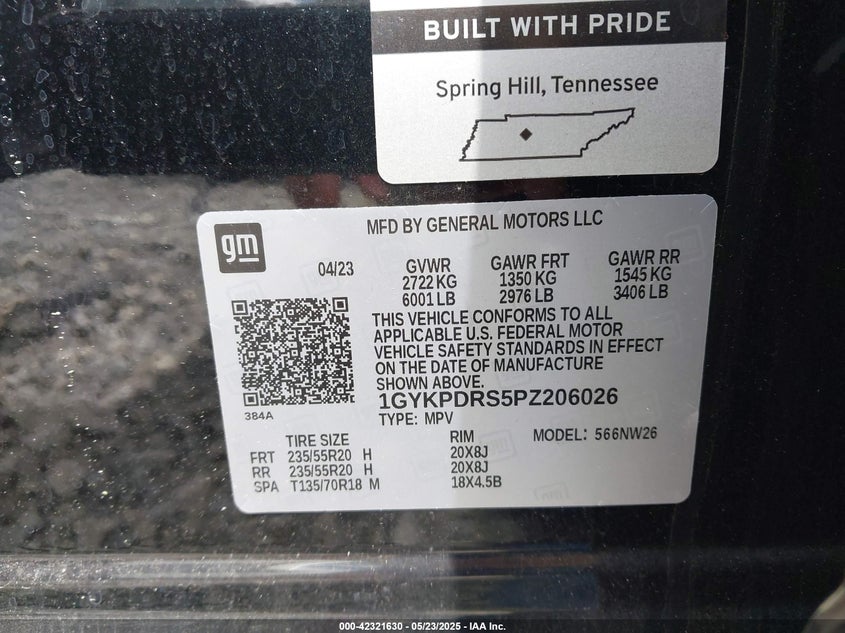 BUILT WITH PRIDE
Spring Hill, Tennessee
gm
MFD BY GENERAL MOTORS LLC
04/23 GVWR GAWR FRT GAWR RR
2722 KG 1350 KG 1545 KG
6001 LB 2976 LB 3406 LB
THIS VEHICLE CONFORMS TO ALL
APPLICABLE U.S. FEDERAL MOTOR
VEHICLE SAFETY STANDARDS IN EFFECT
ON THE DATE OF MANUFACTURE
SHOWN ABOVE.
384A
1GYKPDRS5PZ206026
TYPE: MPV
TIRE SIZE RIM MODEL: 566NW26
FRT 235/55R20 H 20X8J
RR 235/55R20 H 20X8J
SPA T135/70R18 M 18X4.5B
000-42321630 - 05/23/2025 - IAA Inc.